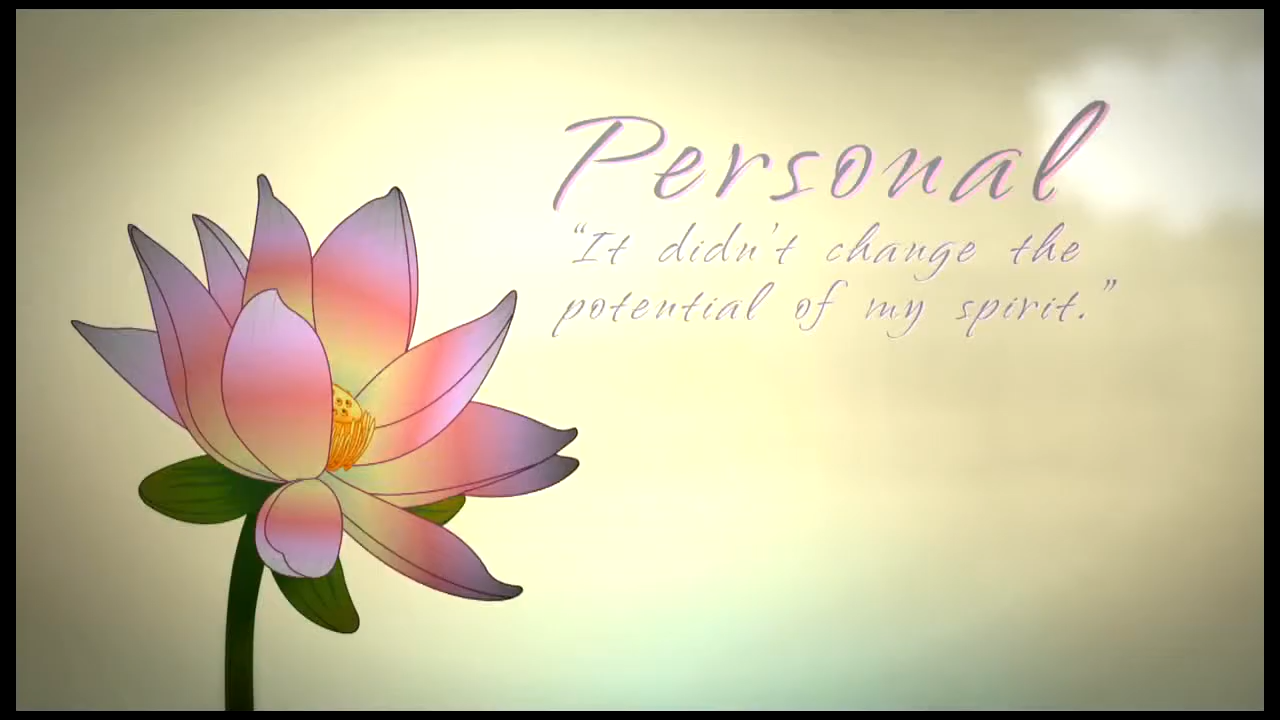 Personal
“It didn't change the
potential of my spirit.”